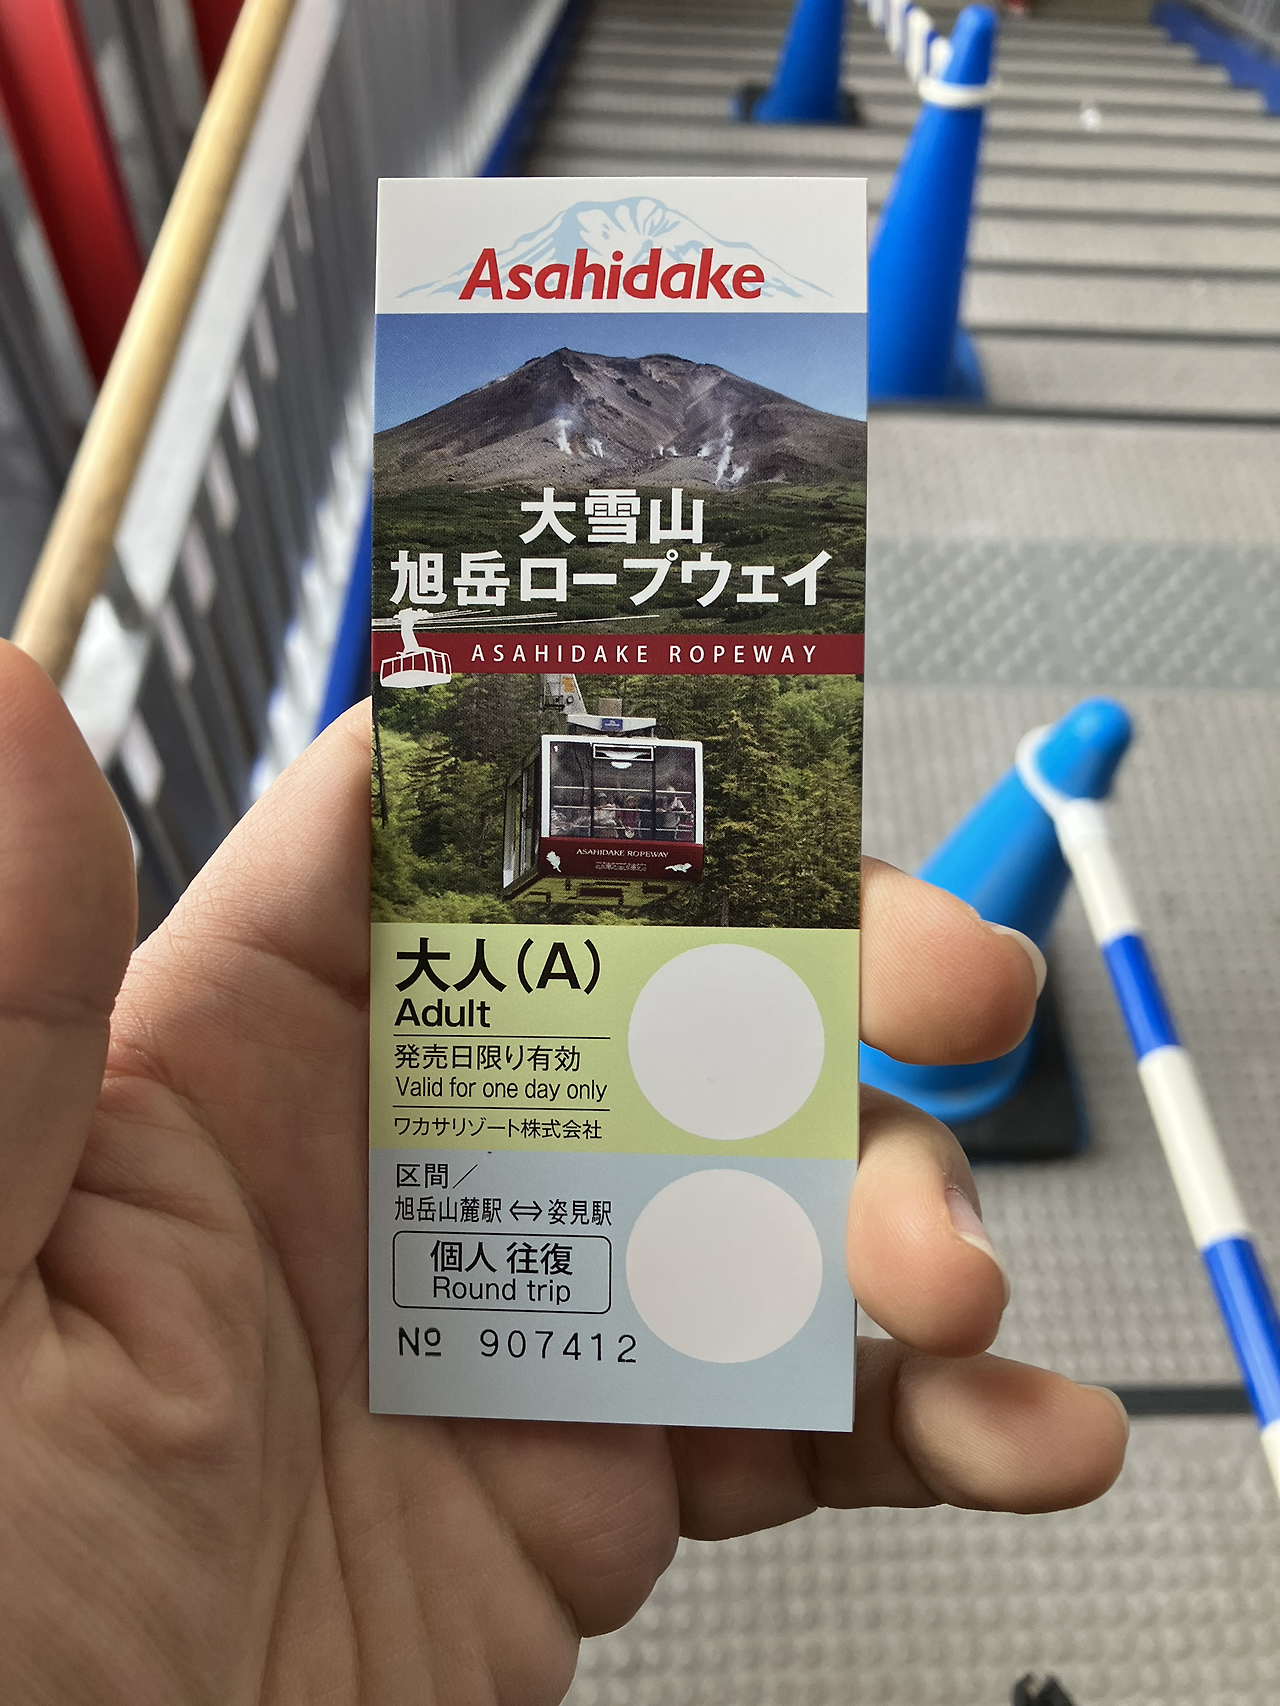 Asahidake
大雪山
旭岳ロープウェイ
ASAHIDAKE ROPEWAY
ASAHIDAKE ROPEWAY
大人(A)
Adult
発売日限り有効
Valid for one day only
ワカサリゾート株式会社
区間／
旭岳山麓駅⇔姿見駅
個人 往復
Round trip
№ 907412